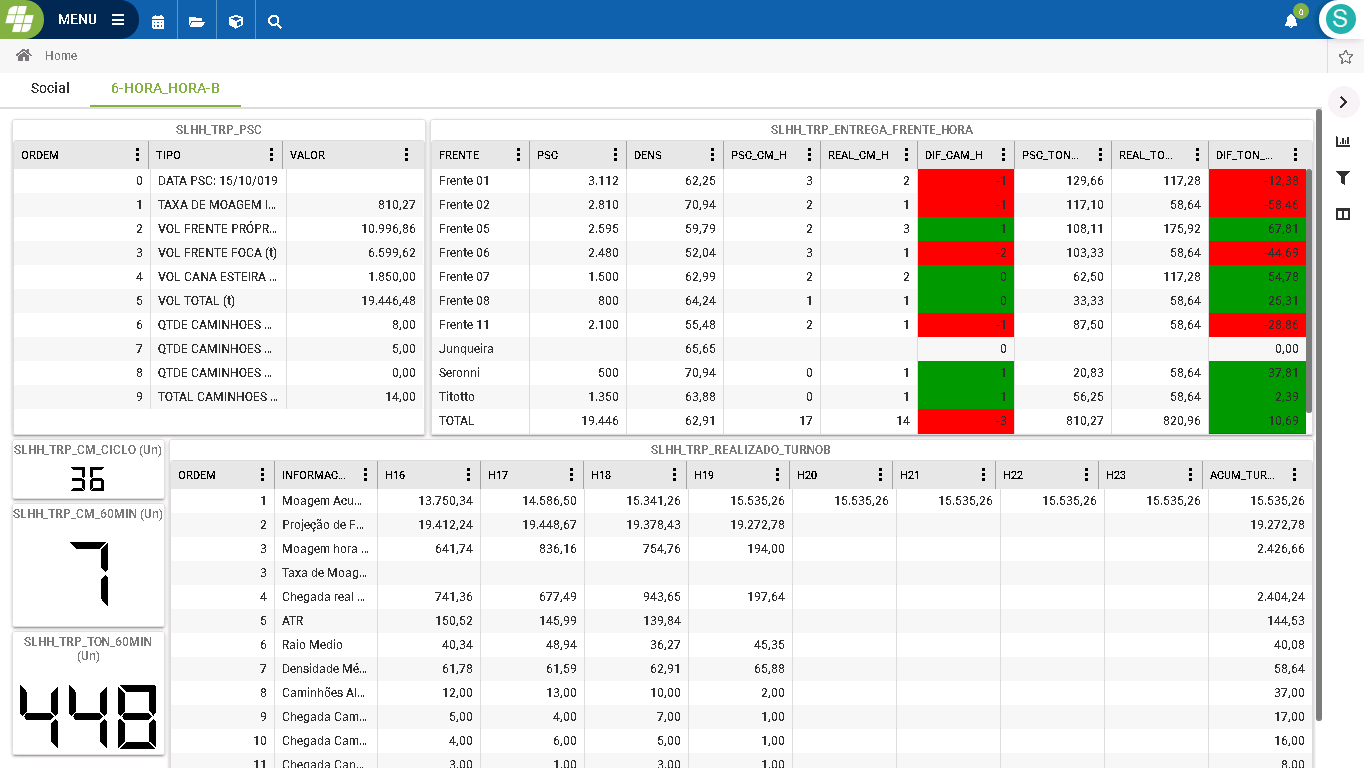 MENU
0
S
Home
Social 6-HORA_HORA-B
SLHH_TRP_PSC
ORDEM TIPO VALOR
0 DATA PSC: 15/10/019
1 TAXA DE MOAGEM I... 810,27
2 VOL FRENTE PRÓPR... 10.996,86
3 VOL FRENTE FOCA (t) 6.599,62
4 VOL CANA ESTEIRA ... 1.850,00
5 VOL TOTAL (t) 19.446,48
6 QTDE CAMINHOES ... 8,00
7 QTDE CAMINHOES ... 5,00
8 QTDE CAMINHOES ... 0,00
9 TOTAL CAMINHOES ... 14,00
SLHH_TRP_ENTREGA_FRENTE_HORA
FRENTE PSC DENS PSC_CM_H REAL_CM_H DIF_CAM_H PSC_TON... REAL_TO... DIF_TON_...
Frente 01 3.112 62,25 3 2 -1 129,66 117,28 -12,38
Frente 02 2.810 70,94 2 1 -1 117,10 58,64 -58,46
Frente 05 2.595 59,79 2 3 1 108,11 175,92 67,81
Frente 06 2.480 52,04 3 1 -2 103,33 58,64 -44,69
Frente 07 1.500 62,99 2 2 0 62,50 117,28 54,78
Frente 08 800 64,24 1 1 0 33,33 58,64 25,31
Frente 11 2.100 55,48 2 1 -1 87,50 58,64 -28,86
Junqueira 65,65 0 0,00
Seronni 500 70,94 0 1 1 20,83 58,64 37,81
Titotto 1.350 63,88 0 1 1 56,25 58,64 2,39
TOTAL 19.446 62,91 17 14 -3 810,27 820,96 10,69
SLHH_TRP_CM_CICLO (Un)
36
SLHH_TRP_CM_60MIN (Un)
7
SLHH_TRP_TON_60MIN
(Un)
448
SLHH_TRP_REALIZADO_TURNOB
ORDEM INFORMAC... H16 H17 H18 H19 H20 H21 H22 H23 ACUM_TUR...
1 Moagem Acu... 13.750,34 14.586,50 15.341,26 15.535,26 15.535,26 15.535,26 15.535,26 15.535,26 15.535,26
2 Projeção de F... 19.412,24 19.448,67 19.378,43 19.272,78 19.272,78
3 Moagem hora ... 641,74 836,16 754,76 194,00 2.426,66
3 Taxa de Moag...
4 Chegada real ... 741,36 677,49 943,65 197,64 2.404,24
5 ATR 150,52 145,99 139,84 144,53
6 Raio Medio 40,34 48,94 36,27 45,35 40,08
7 Densidade Mé... 61,78 61,59 62,91 65,88 58,64
8 Caminhões Al... 12,00 13,00 10,00 2,00 37,00
9 Chegada Cam... 5,00 4,00 7,00 1,00 17,00
10 Chegada Cam... 4,00 6,00 5,00 1,00 16,00
11 Chegada Can... 3,00 1,00 3,00 1,00 8,00